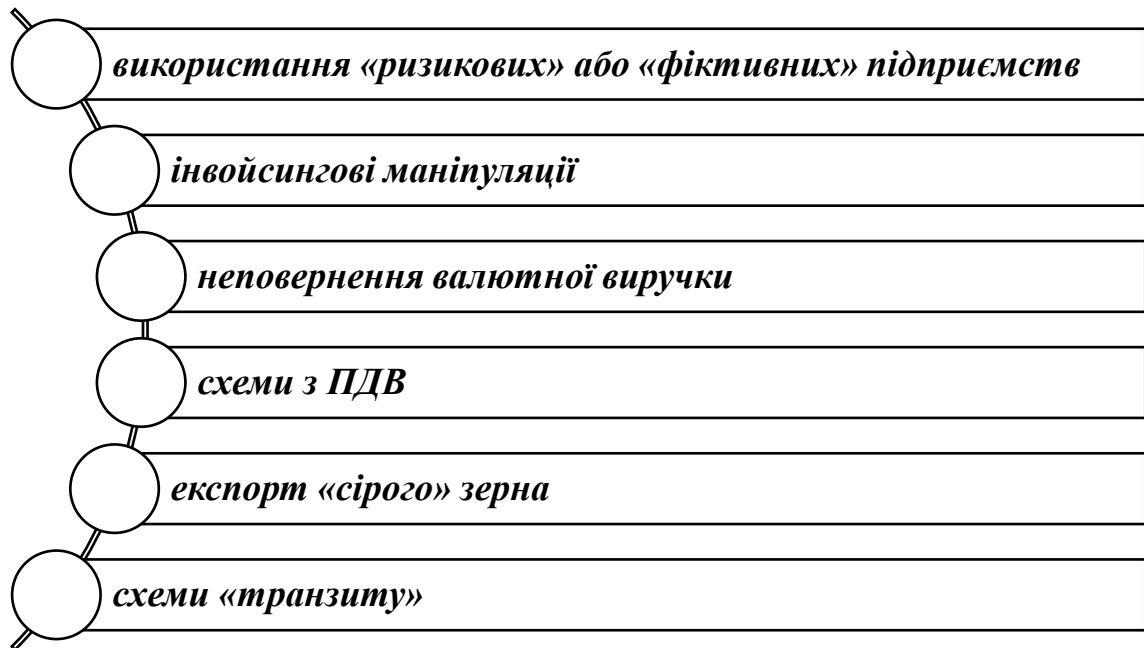 використання «ризикових» або «фіктивних» підприємств
інвойсингові маніпуляції
неповернення валютної виручки
схеми з ПДВ
експорт «сірого» зерна
схеми «транзиту»